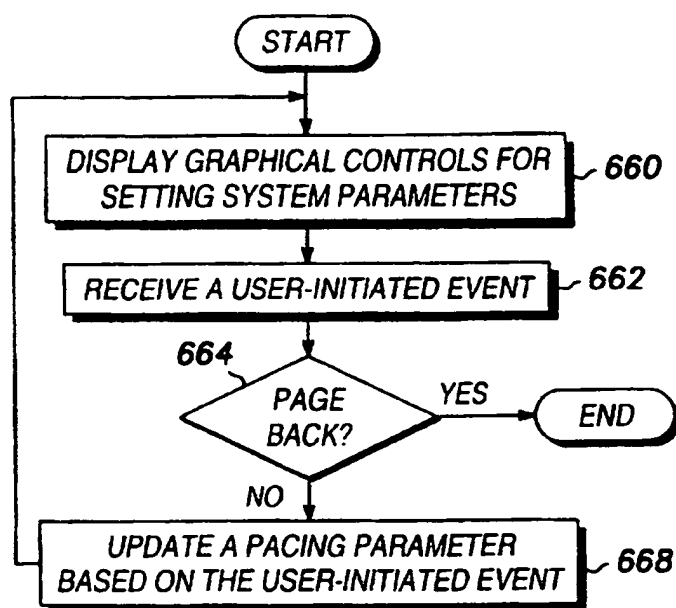 START
DISPLAY GRAPHICAL CONTROLS FOR
SETTING SYSTEM PARAMETERS
660
RECEIVE A USER-INITIATED EVENT
662
664
PAGE
BACK?
YES
END
NO
UPDATE A PACING PARAMETER
BASED ON THE USER-INITIATED EVENT
668